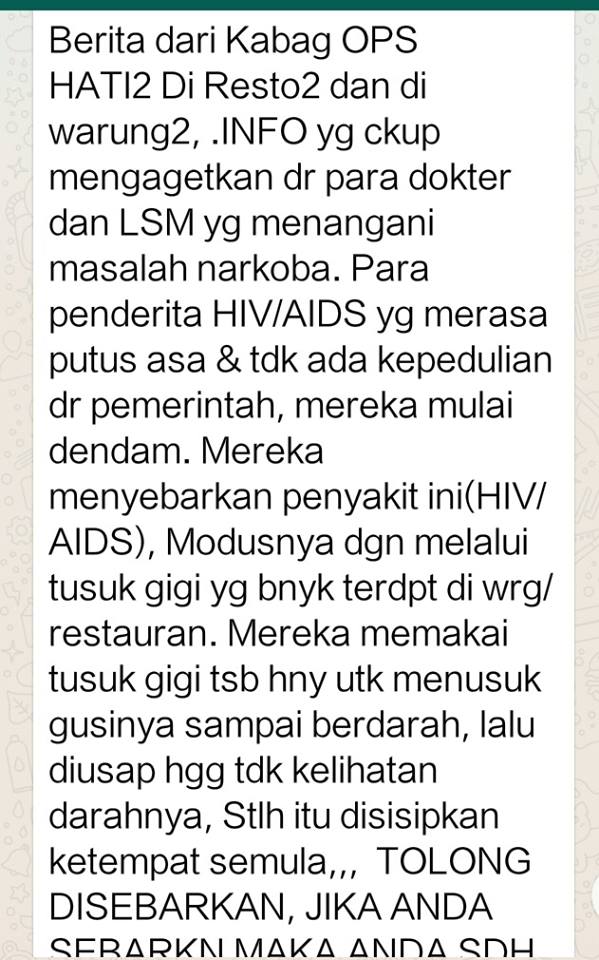 Berita dari Kabag OPS
HATI2 Di Resto2 dan di
warung2, .INFO yg ckup
mengagetkan dr para dokter
dan LSM yg menangani
masalah narkoba. Para
penderita HIV/AIDS yg merasa
putus asa & tdk ada kepedulian
dr pemerintah, mereka mulai
dendam. Mereka
menyebarkan penyakit ini(HIV/
AIDS), Modusnya dgn melalui
tusuk gigi yg bnyk terdpt di wrg/
restauran. Mereka memakai
tusuk gigi tsb hny utk menusuk
gusinya sampai berdarah, lalu
diusap hgg tdk kelihatan
darahnya, Stlh itu disisipkan
ketempat semula,,, TOLONG
DISEBARKAN, JIKA ANDA
SEBARKN MAKA ANDA SDH